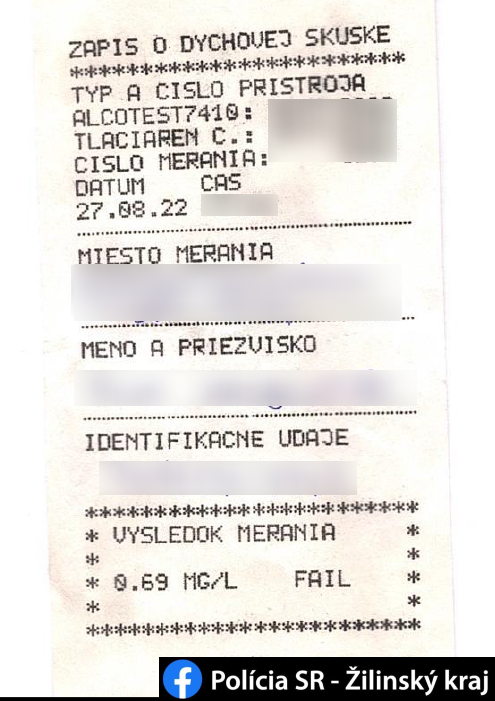 ZAPIS O DYCHOVEJ SKUSKE
************************
TYP A CISLO PRISTROJA
ALCOTEST7410:
TLACIAREN C.:
CISLO MERANIA:
DATUM CAS
27.08.22
MIESTO MERANIA
MENO A PRIEZVISKO
IDENTIFIKACNE UDAJE
************************
* VYSLEDOK MERANIA *
* *
* 0.69 MG/L FAIL *
* *
************************
Polícia SR - Žilinský kraj